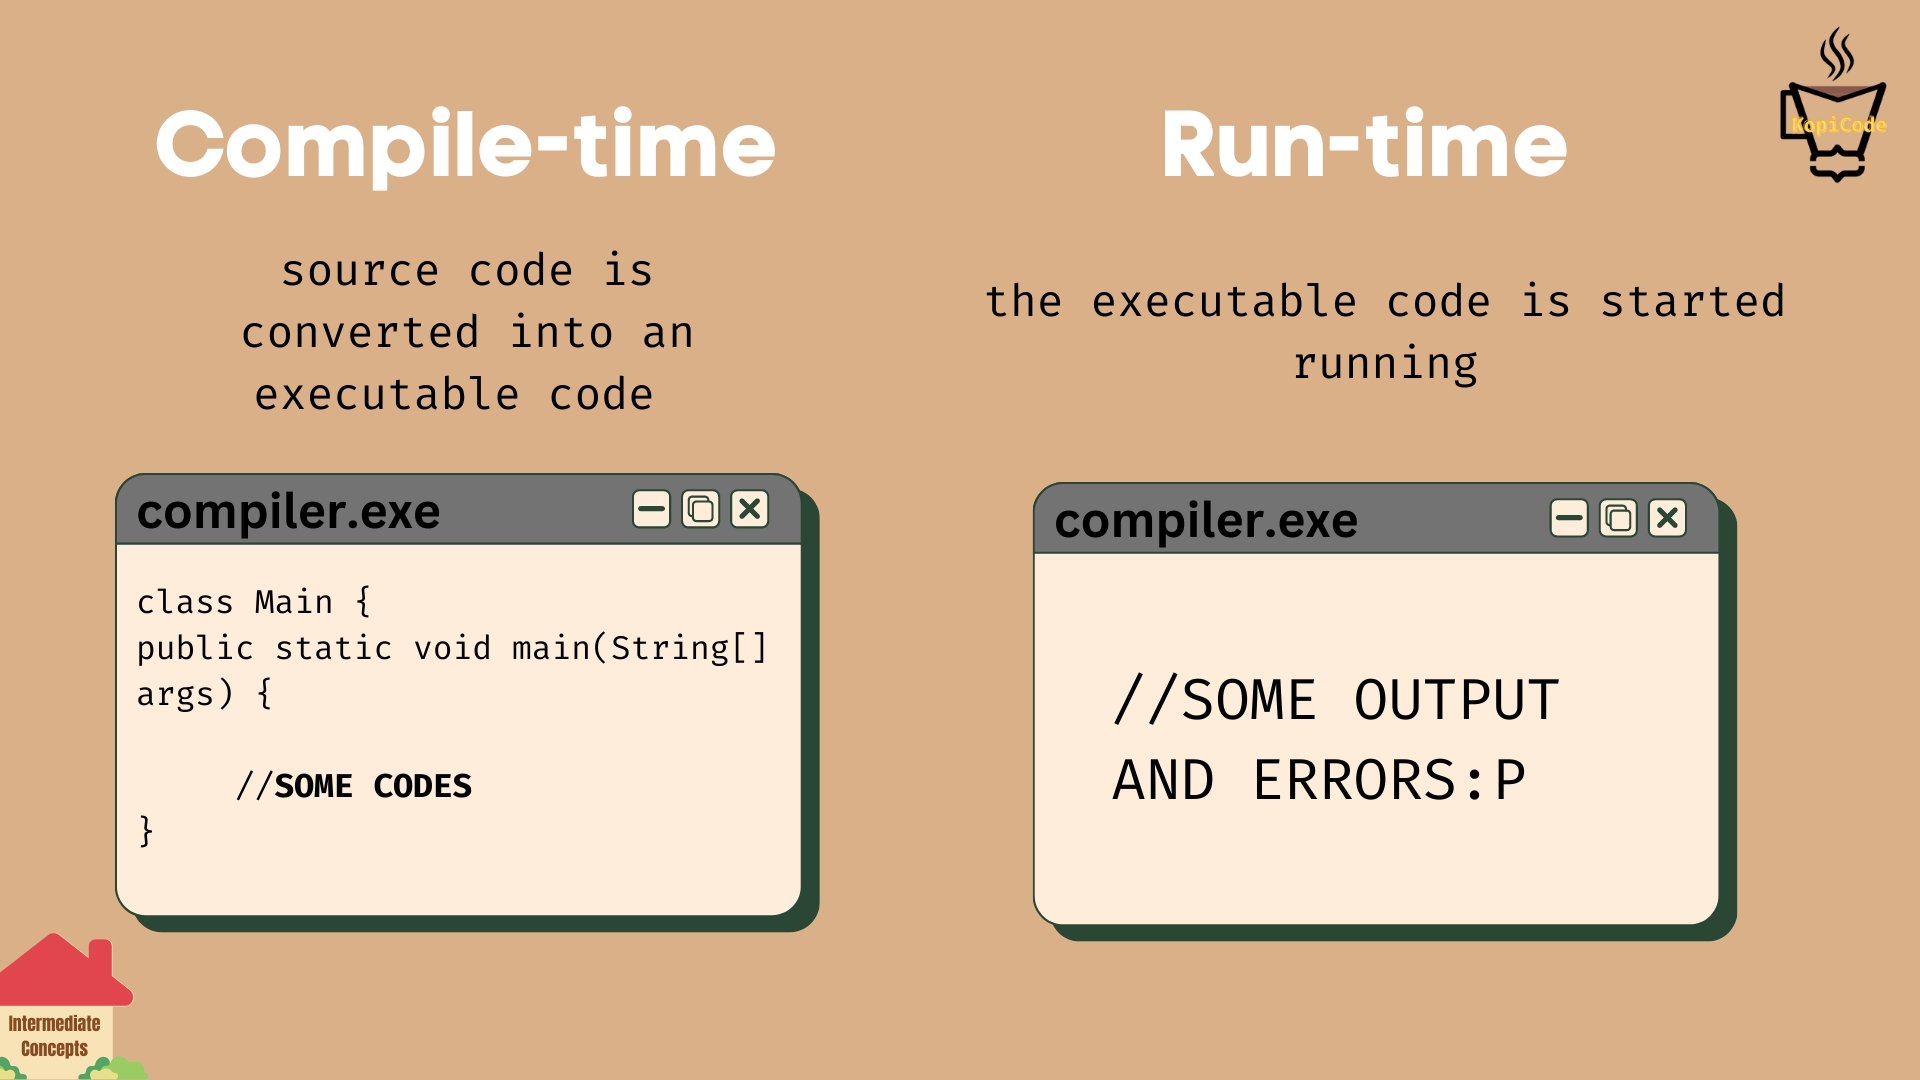 Compile-time
source code is
converted into an
executable code
compiler.exe
class Main {
public static void main(String[]
args) {
//SOME CODES
}
Run-time
the executable code is started
running
compiler.exe
//SOME OUTPUT
AND ERRORS:P
KopiCode
Intermediate
Concepts